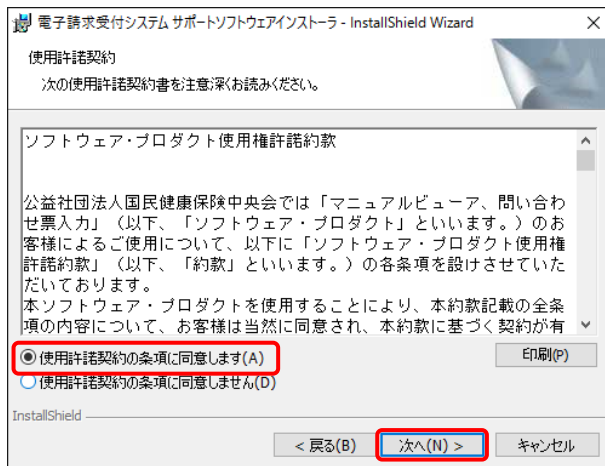 電子請求受付システム サポートソフトウェアインストーラ - InstallShield Wizard
使用許諾契約
次の使用許諾契約書を注意深くお読みください。
ソフトウェア・プロダクト使用権許諾約款
公益社団法人国民健康保険中央会では「マニュアルビューア、問い合わ
せ票入力」（以下、「ソフトウェア・プロダクト」といいます。）のお
客様によるご使用について、以下に「ソフトウェア・プロダクト使用権
許諾約款」（以下、「約款」といいます。）の各条項を設けさせていた
だいております。
本ソフトウェア・プロダクトを使用することにより、本約款記載の全条
項の内容について、お客様は当然に同意され、本約款に基づく契約が有
使用許諾契約の条項に同意します(A)
印刷(P)
使用許諾契約の条項に同意しません(D)
InstallShield
< 戻る(B)
次へ(N) >
キャンセル